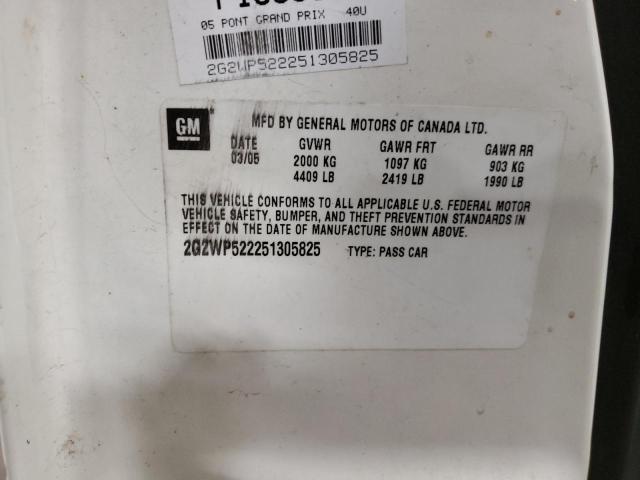 05 PONT GRAND PRIX 40U
2G2WP522251305825
GM
MFD BY GENERAL MOTORS OF CANADA LTD.
DATE GVWR GAWR FRT GAWR RR
03/05 2000 KG 1097 KG 903 KG
4409 LB 2419 LB 1990 LB
THIS VEHICLE CONFORMS TO ALL APPLICABLE U.S. FEDERAL MOTOR
VEHICLE SAFETY, BUMPER, AND THEFT PREVENTION STANDARDS IN
EFFECT ON THE DATE OF MANUFACTURE SHOWN ABOVE.
2G2WP522251305825 TYPE: PASS CAR